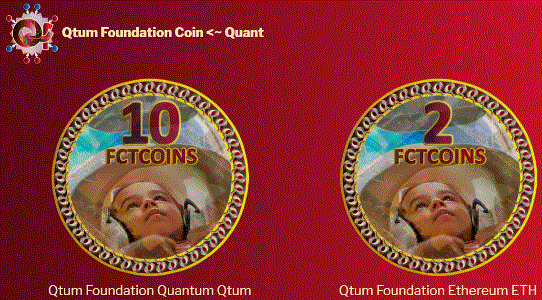 Qtum Foundation Coin <~ Quant
10
FCTCOINS
2
FCTCOINS
Qtum Foundation Quantum Qtum
Qtum Foundation Ethereum ETH